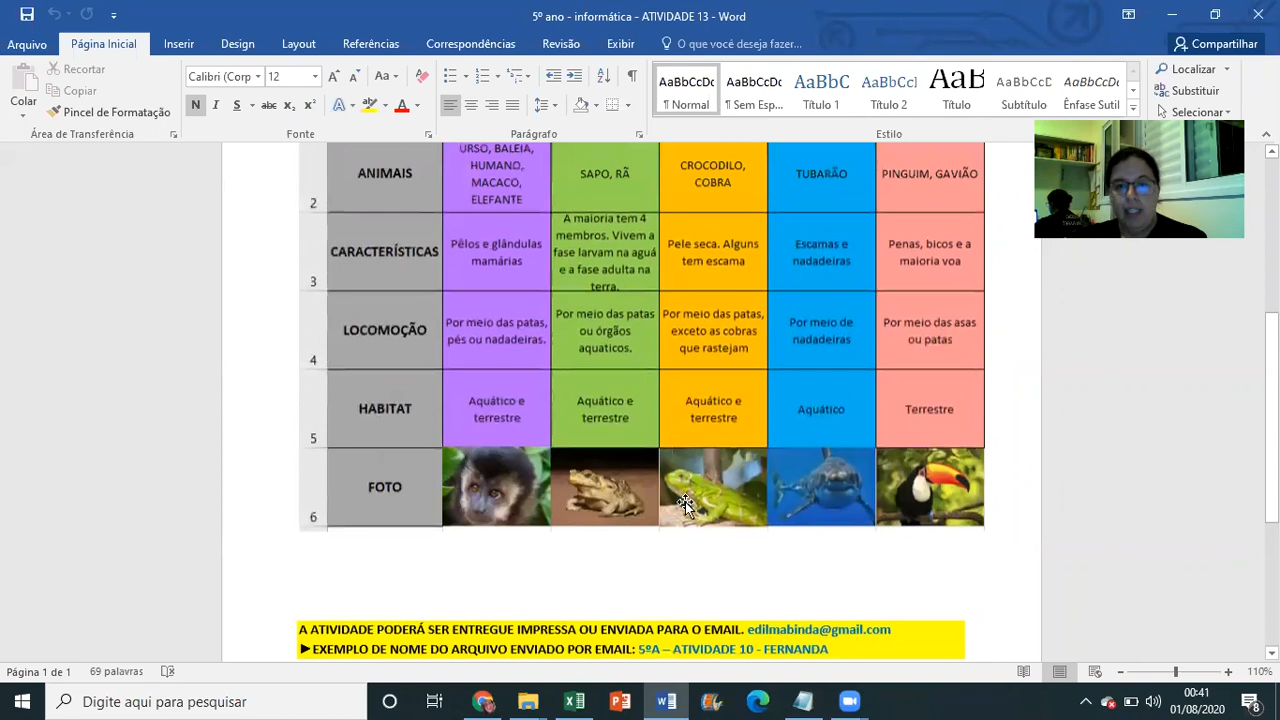 5º ano - informática - ATIVIDADE 13 - Word
Arquivo Página Inicial Inserir Design Layout Referências Correspondências Revisão Exibir O que você deseja fazer... Compartilhar
Colar
Recortar
Copiar
Pincel de Formatação
Área de Transferência
Calibri (Corp 12
N I S abc x₂ x²
Fonte
Parágrafo
AaBbCcDc AaBbCcDc AaBbC AaBbCcI AaB AaBbCcD AaBbCcDc
¶ Normal ¶ Sem Esp... Título 1 Título 2 Título Subtítulo Ênfase Sutil
Estilo
Localizar
Substituir
Selecionar
2 ANIMAIS
URSO, BALEIA,
HUMANO,
MACACO,
ELEFANTE
SAPO, RÃ
CROCODILO,
COBRA
TUBARÃO
PINGUIM, GAVIÃO
3 CARACTERÍSTICAS
Pêlos e glândulas
mamárias
A maioria tem 4
membros. Vivem a
fase larvam na aguá
e a fase adulta na
terra.
Pele seca. Alguns
tem escama
Escamas e
nadadeiras
Penas, bicos e a
maioria voa
4 LOCOMOÇÃO
Por meio das patas,
pés ou nadadeiras.
Por meio das patas
ou órgãos
aquaticos.
Por meio das patas,
exceto as cobras
que rastejam
Por meio de
nadadeiras
Por meio das asas
ou patas
5 HABITAT
Aquático e
terrestre
Aquático e
terrestre
Aquático e
terrestre
Aquático
Terrestre
6 FOTO
A ATIVIDADE PODERÁ SER ENTREGUE IMPRESSA OU ENVIADA PARA O EMAIL. edilmabinda@gmail.com
►EXEMPLO DE NOME DO ARQUIVO ENVIADO POR EMAIL: 5ºA – ATIVIDADE 10 - FERNANDA
Página 1 de 1 69 palavras 110%
Digite aqui para pesquisar
00:41
01/08/2020
8